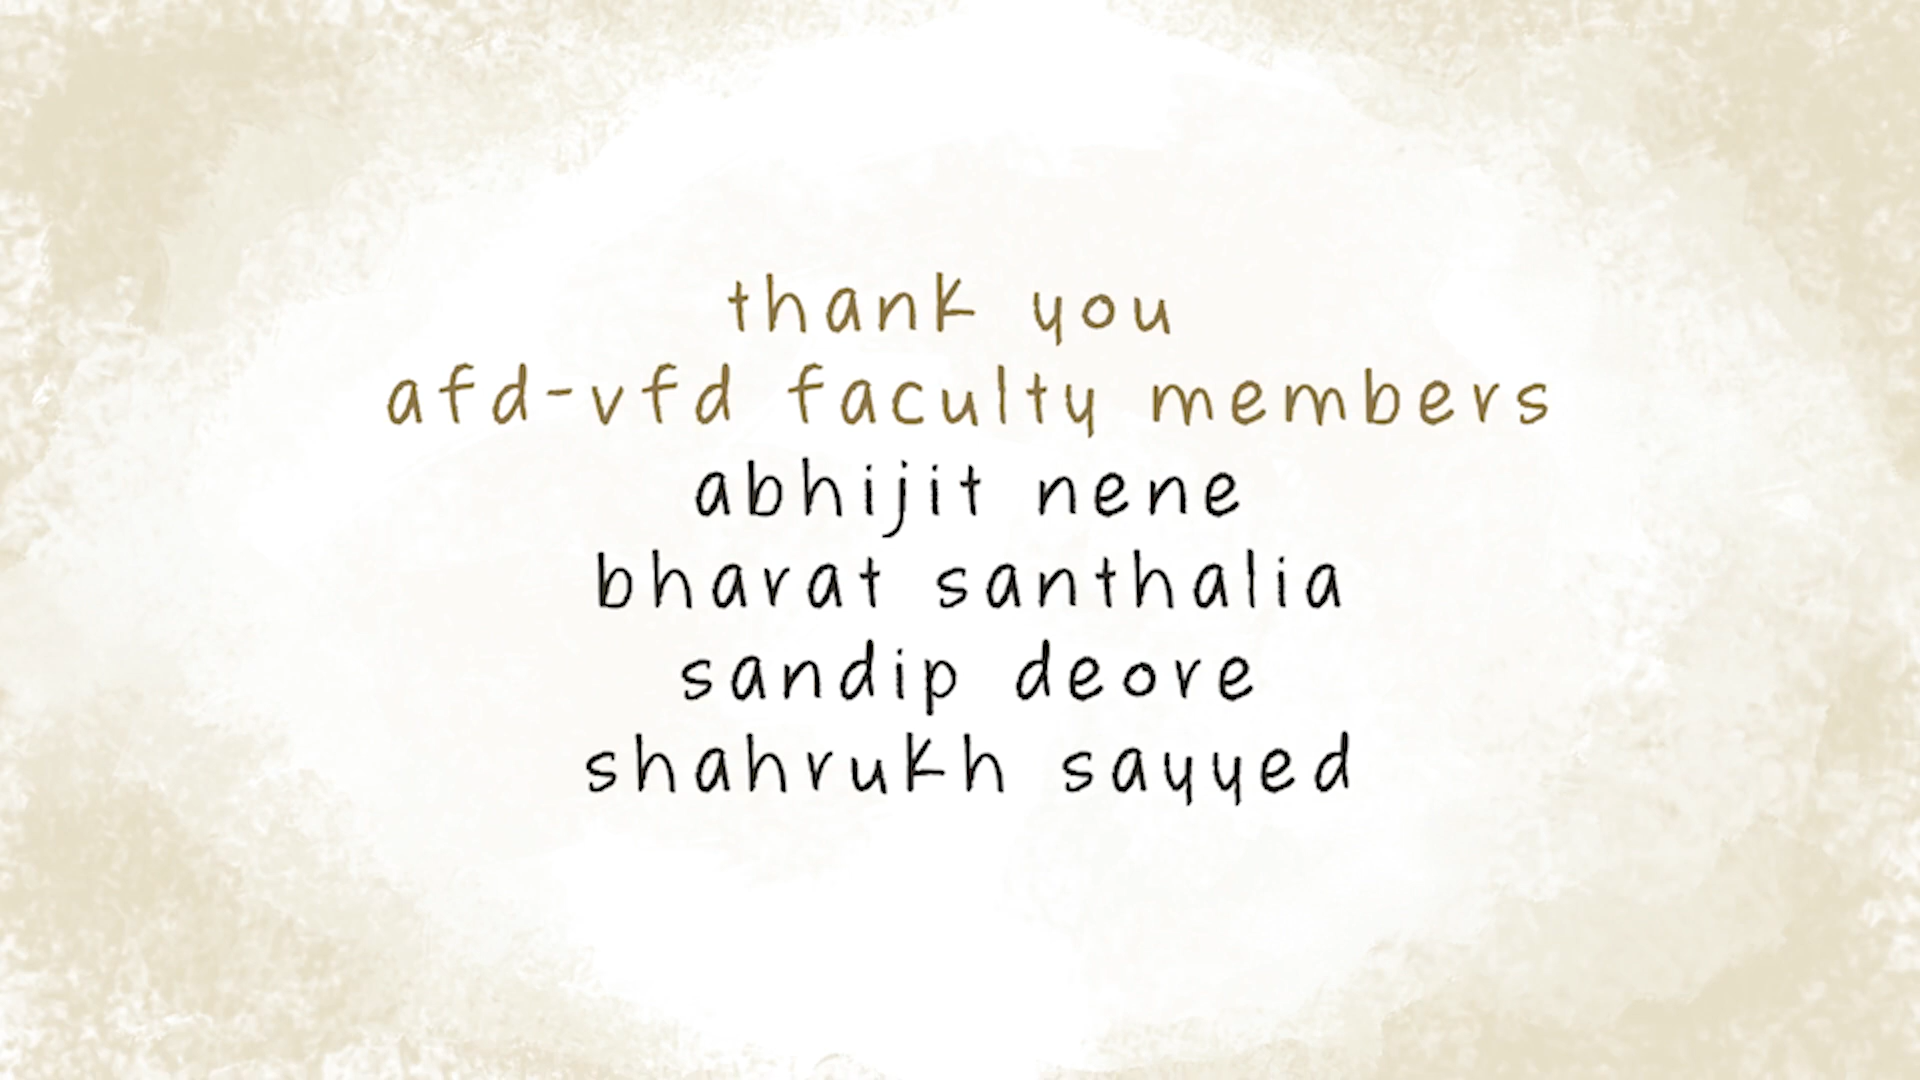 thank you
afd-vfd faculty members
abhijit nene
bharat santhalia
sandip deore
shahrukh sayyed